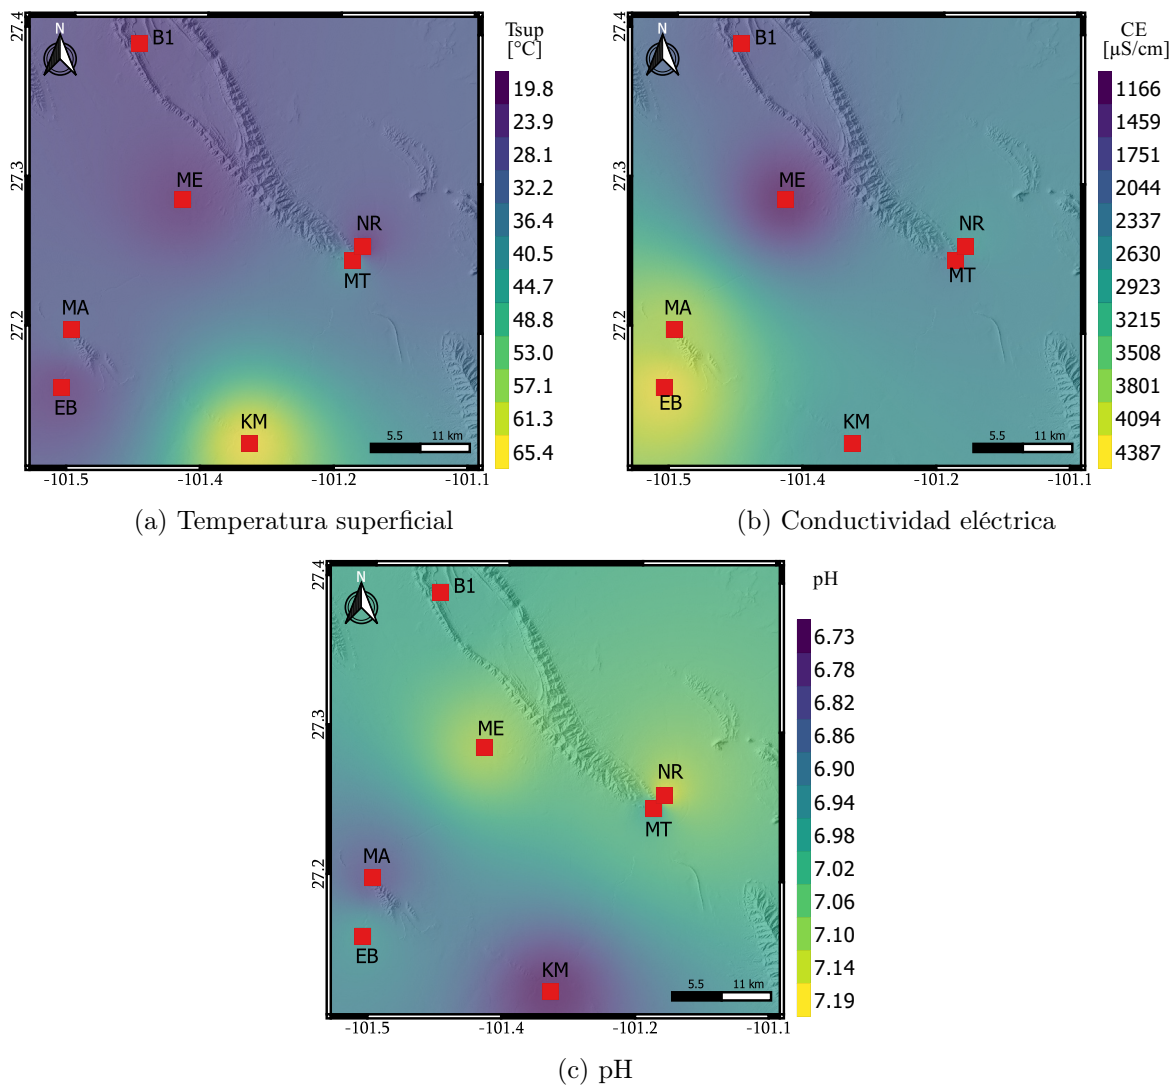 Tsup
[°C]
27.4
27.3
27.2
N
B1
ME
NR
MT
MA
EB
KM
5.5
11 km
19.8
23.9
28.1
32.2
36.4
40.5
44.7
48.8
53.0
57.1
61.3
65.4
-101.5
-101.4
-101.2
-101.1
(a) Temperatura superficial
CE
[µS/cm]
27.4
27.3
27.2
N
B1
ME
NR
MT
MA
EB
KM
5.5
11 km
1166
1459
1751
2044
2337
2630
2923
3215
3508
3801
4094
4387
-101.5
-101.4
-101.2
-101.1
(b) Conductividad eléctrica
pH
27.4
27.3
27.2
N
B1
ME
NR
MT
MA
EB
KM
5.5
11 km
6.73
6.78
6.82
6.86
6.90
6.94
6.98
7.02
7.06
7.10
7.14
7.19
-101.5
-101.4
-101.2
-101.1
(c) pH